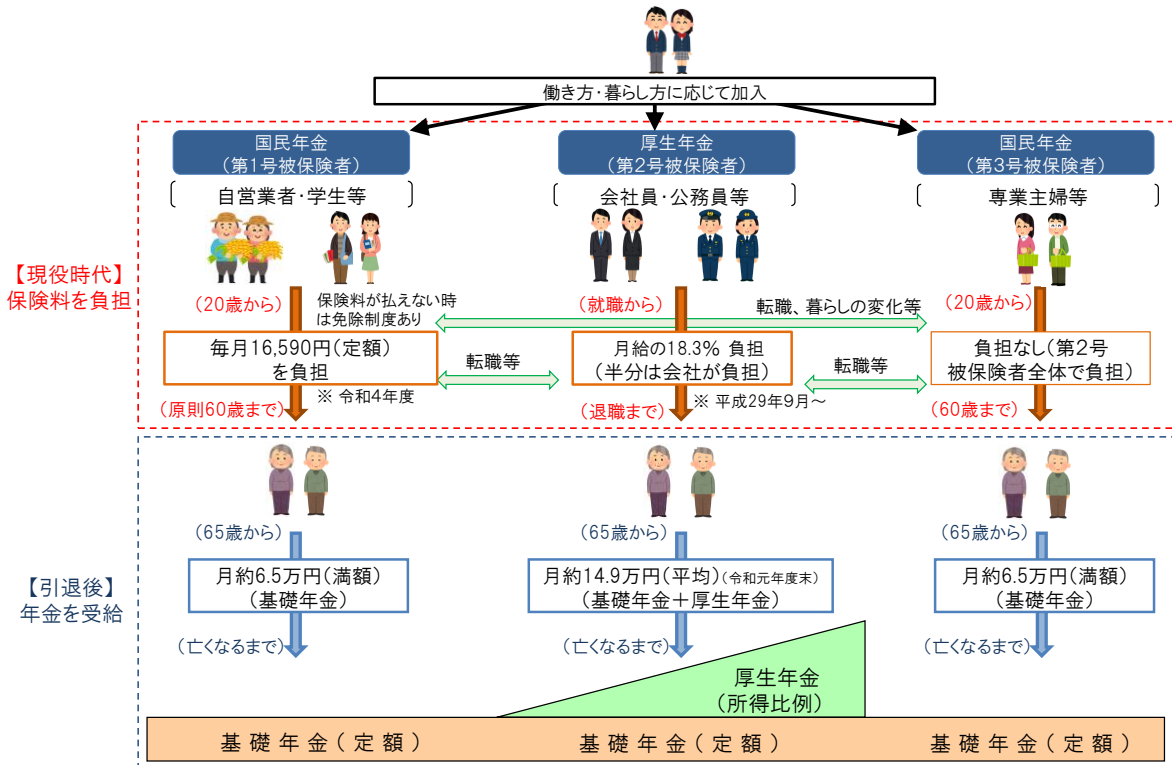 働き方・暮らし方に応じて加入
国民年金
（第1号被保険者）
自営業者・学生等
厚生年金
（第2号被保険者）
会社員・公務員等
国民年金
（第3号被保険者）
専業主婦等
【現役時代】
保険料を負担
（20歳から）
保険料が払えない時
は免除制度あり
毎月16,590円（定額）
を負担
※ 令和4年度
（原則60歳まで）
転職等
（就職から）
転職、暮らしの変化等
月給の18.3% 負担
（半分は会社が負担）
※ 平成29年9月～
（退職まで）
転職等
（20歳から）
負担なし（第2号
被保険者全体で負担）
（60歳まで）
【引退後】
年金を受給
（65歳から）
月約6.5万円（満額）
（基礎年金）
（亡くなるまで）
（65歳から）
月約14.9万円（平均）（令和元年度末）
（基礎年金＋厚生年金）
（亡くなるまで）
（65歳から）
月約6.5万円（満額）
（基礎年金）
（亡くなるまで）
厚生年金
（所得比例）
基礎年金（定額）
基礎年金（定額）
基礎年金（定額）